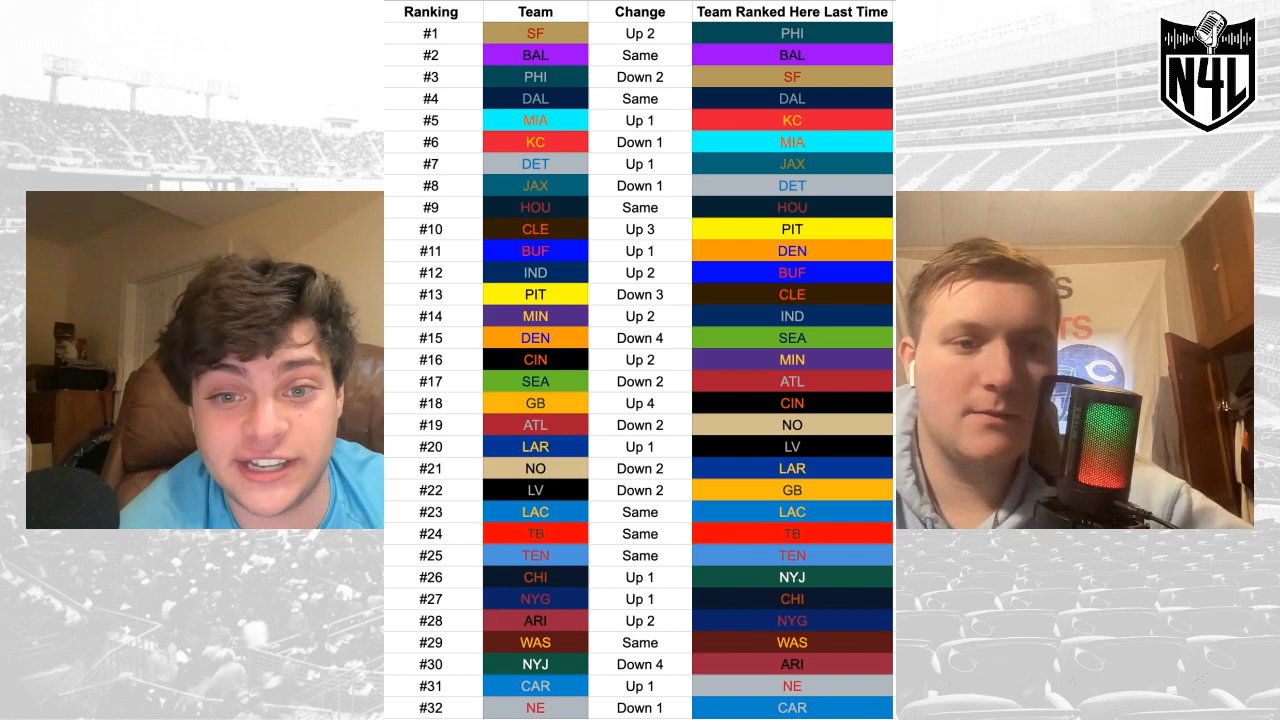 Ranking Team Change Team Ranked Here Last Time
#1 SF Up 2 PHI
#2 BAL Same BAL
#3 PHI Down 2 SF
#4 DAL Same DAL
#5 MIA Up 1 KC
#6 KC Down 1 MIA
#7 DET Up 1 JAX
#8 JAX Down 1 DET
#9 HOU Same HOU
#10 CLE Up 3 PIT
#11 BUF Up 1 DEN
#12 IND Up 2 BUF
#13 PIT Down 3 CLE
#14 MIN Up 2 IND
#15 DEN Down 4 SEA
#16 CIN Up 2 MIN
#17 SEA Down 2 ATL
#18 GB Up 4 CIN
#19 ATL Down 2 NO
#20 LAR Up 1 LV
#21 NO Down 2 LAR
#22 LV Down 2 GB
#23 LAC Same LAC
#24 TB Same TB
#25 TEN Same TEN
#26 CHI Up 1 NYJ
#27 NYG Up 1 CHI
#28 ARI Up 2 NYG
#29 WAS Same WAS
#30 NYJ Down 4 ARI
#31 CAR Up 1 NE
#32 NE Down 1 CAR
N4L